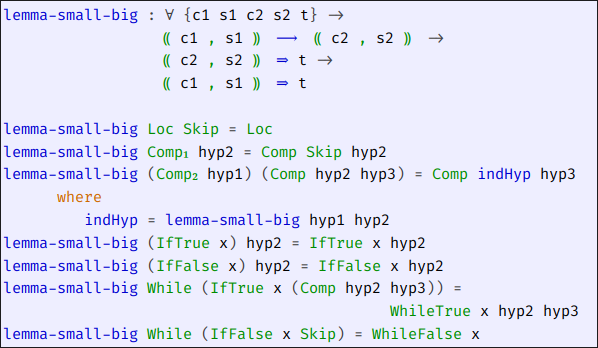 lemma-small-big : ∀ {c1 s1 c2 s2 t} →
⦅ c1 , s1 ⦆ ⟶ ⦅ c2 , s2 ⦆ →
⦅ c2 , s2 ⦆ ⇒ t →
⦅ c1 , s1 ⦆ ⇒ t
lemma-small-big Loc Skip = Loc
lemma-small-big Comp₁ hyp2 = Comp Skip hyp2
lemma-small-big (Comp₂ hyp1) (Comp hyp2 hyp3) = Comp indHyp hyp3
where
indHyp = lemma-small-big hyp1 hyp2
lemma-small-big (IfTrue x) hyp2 = IfTrue x hyp2
lemma-small-big (IfFalse x) hyp2 = IfFalse x hyp2
lemma-small-big While (IfTrue x (Comp hyp2 hyp3)) =
WhileTrue x hyp2 hyp3
lemma-small-big While (IfFalse x Skip) = WhileFalse x